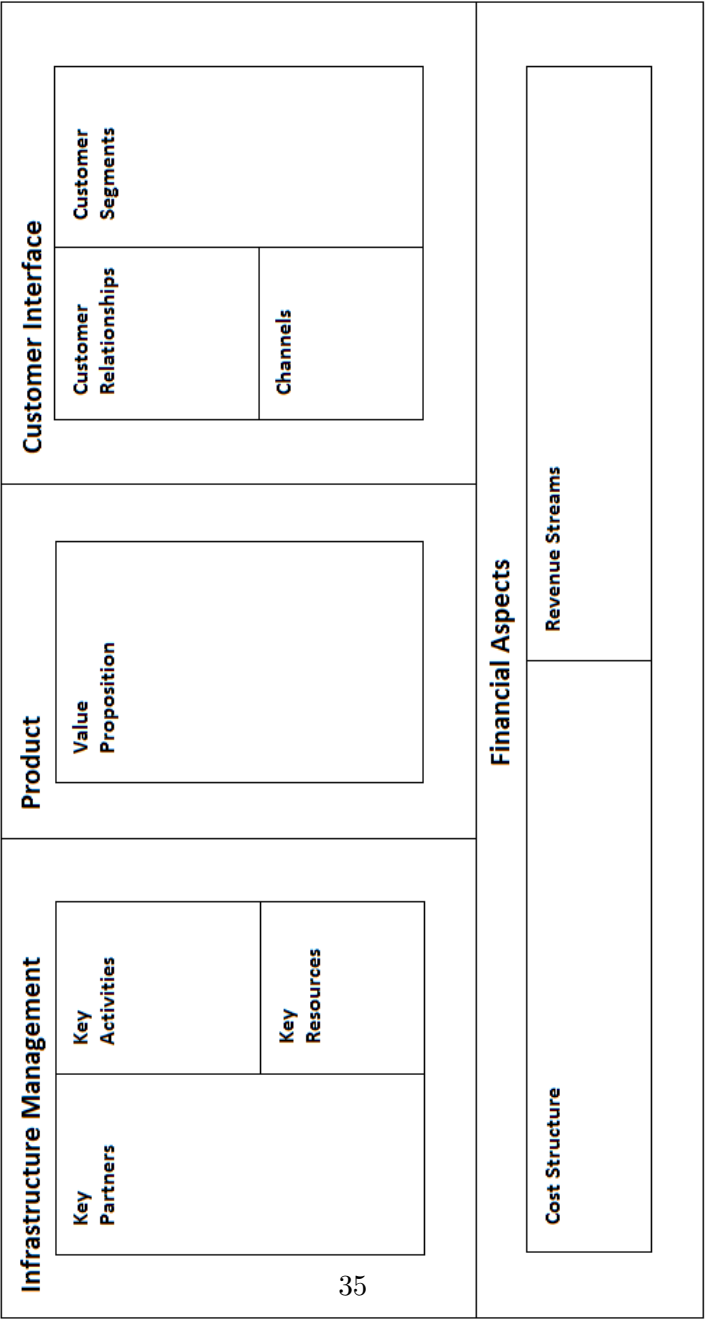 Infrastructure Management
Key
Partners
Key
Activities
Key
Resources
Product
Value
Proposition
Customer Interface
Customer
Relationships
Channels
Customer
Segments
Financial Aspects
Cost Structure
Revenue Streams
35